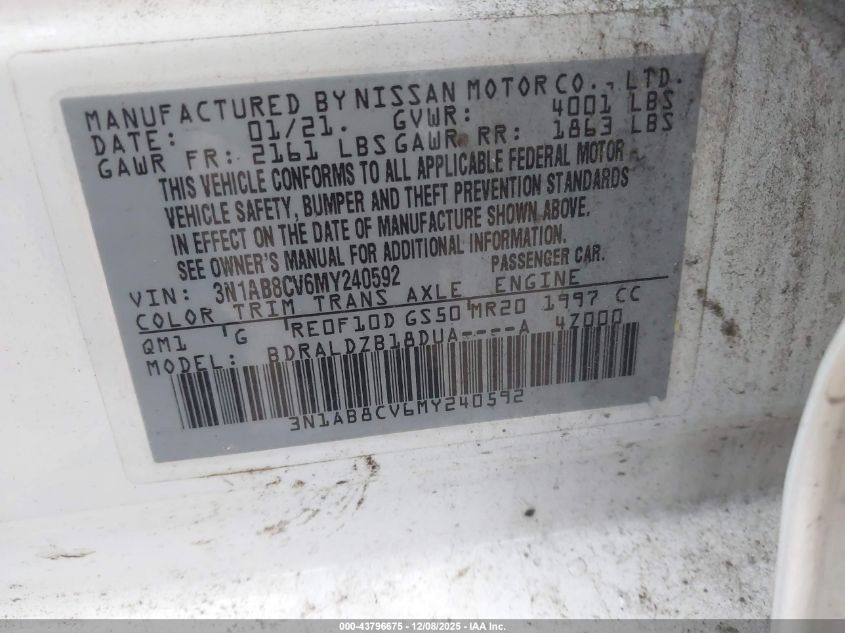 MANUFACTURED BY NISSAN MOTOR CO., LTD.
DATE: 01/21. GVWR: 4001 LBS
GAWR FR: 2161 LBS GAWR RR: 1863 LBS
THIS VEHICLE CONFORMS TO ALL APPLICABLE FEDERAL MOTOR
VEHICLE SAFETY, BUMPER AND THEFT PREVENTION STANDARDS
IN EFFECT ON THE DATE OF MANUFACTURE SHOWN ABOVE.
SEE OWNER'S MANUAL FOR ADDITIONAL INFORMATION.
VIN: 3N1AB8CV6MY240592 PASSENGER CAR.
COLOR TRIM TRANS AXLE ENGINE
QM1 G RE0F10D GS50 MR20 1997 CC
MODEL: BDRALDZB18DUA----A 4Z000
3N1AB8CV6MY240592
000-43796675 - 12/08/2025 - IAA Inc.